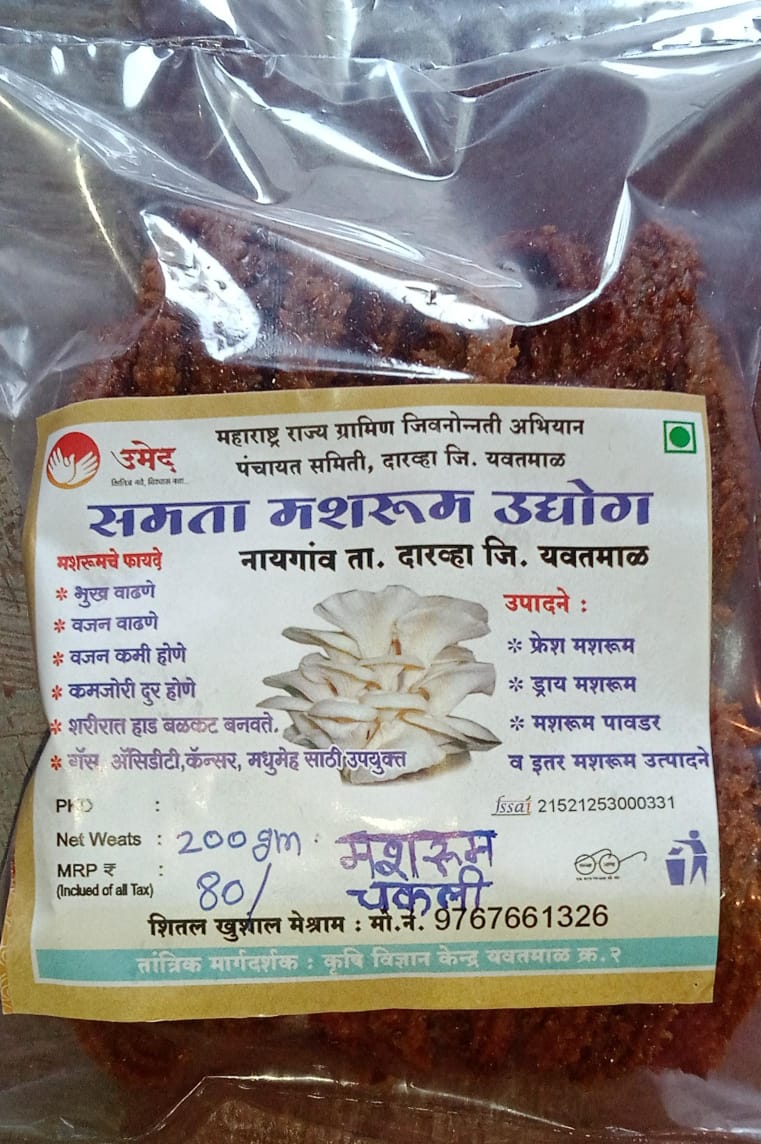 महाराष्ट्र राज्य ग्रामिण जिवनोन्नती अभियान
उमेद
पंचायत समिती, दारव्हा जि. यवतमाळ
समता मशरूम उद्योग
नायगांव ता. दारव्हा जि. यवतमाळ
मशरूमचे फायदे
* भुख वाढणे
* वजन वाढणे
* वजन कमी होणे
* कमजोरी दुर होणे
* शरीरात हाड बळकट बनवते.
* गॅस, ॲसिडीटी,कॅन्सर, मधुमेह साठी उपयुक्त
उपादने :
* फ्रेश मशरूम
* ड्राय मशरूम
* मशरूम पावडर
व इतर मशरूम उत्पादने
fssai 21521253000331
PKD :
Net Weats : 200 gm.
मशरूम
चकली
MRP ₹ : 80/
(Inclued of all Tax)
शितल खुशाल मेश्राम : मो.नं. 9767661326
तांत्रिक मार्गदर्शक : कृषि विज्ञान केन्द्र यवतमाळ क्र.२